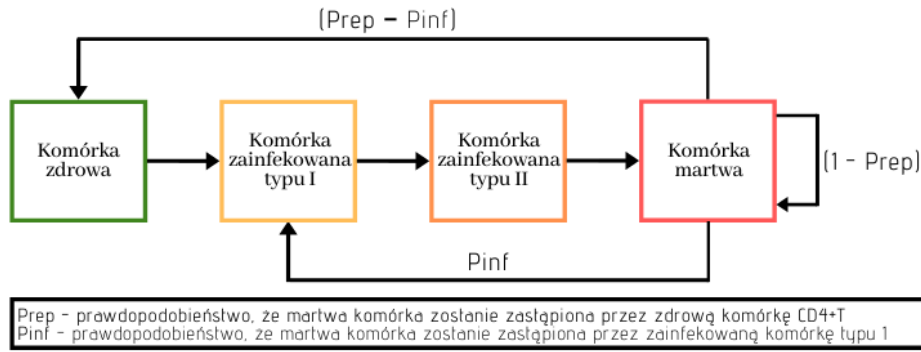 (Prep – Pinf)
Komórka
zdrowa
Komórka
zainfekowana
typu I
Komórka
zainfekowana
typu II
Komórka
martwa
(1 - Prep)
Pinf
Prep - prawdopodobieństwo, że martwa komórka zostanie zastąpiona przez zdrową komórkę CD4+T
Pinf - prawdopodobieństwo, że martwa komórka zostanie zastąpiona przez zainfekowaną komórkę typu 1